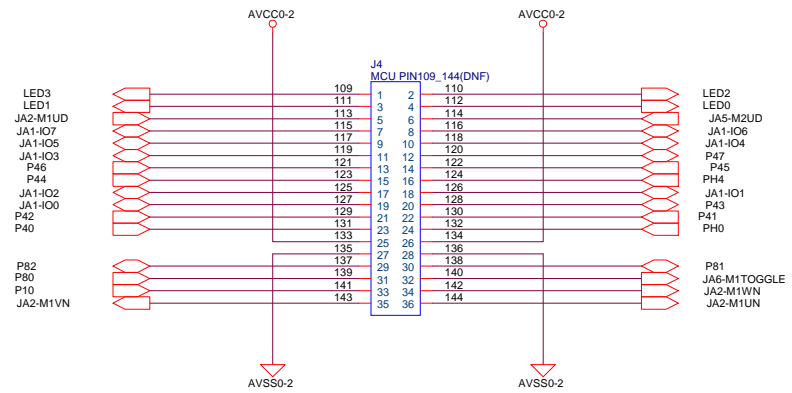 AVCC0-2 AVCC0-2
J4
MCU PIN109_144(DNF)
LED3 109 1 2 110 LED2
LED1 111 3 4 112 LED0
JA2-M1UD 113 5 6 114 JA5-M2UD
JA1-IO7 115 7 8 116 JA1-IO6
JA1-IO5 117 9 10 118 JA1-IO4
JA1-IO3 119 11 12 120 P47
P46 121 13 14 122 P45
P44 123 15 16 124 PH4
JA1-IO2 125 17 18 126 JA1-IO1
JA1-IO0 127 19 20 128 P43
P42 129 21 22 130 P41
P40 131 23 24 132 PH0
133 25 26 134
135 27 28 136
P82 137 29 30 138 P81
P80 139 31 32 140 JA6-M1TOGGLE
P10 141 33 34 142 JA2-M1WN
JA2-M1VN 143 35 36 144 JA2-M1UN
AVSS0-2 AVSS0-2